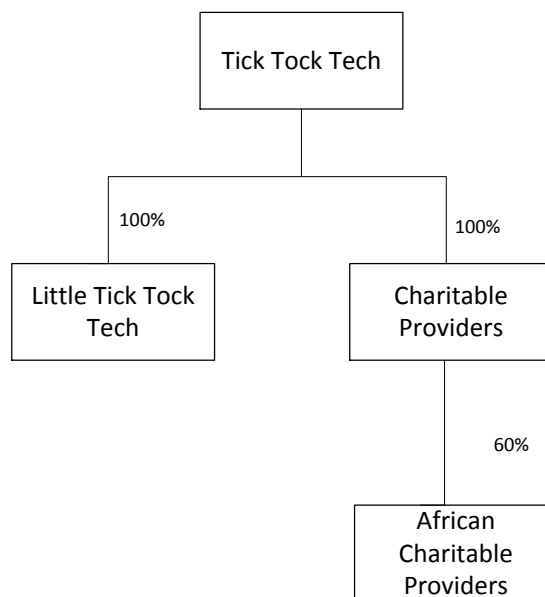 Tick Tock Tech
100%
100%
Little Tick Tock
Tech
Charitable
Providers
60%
African
Charitable
Providers